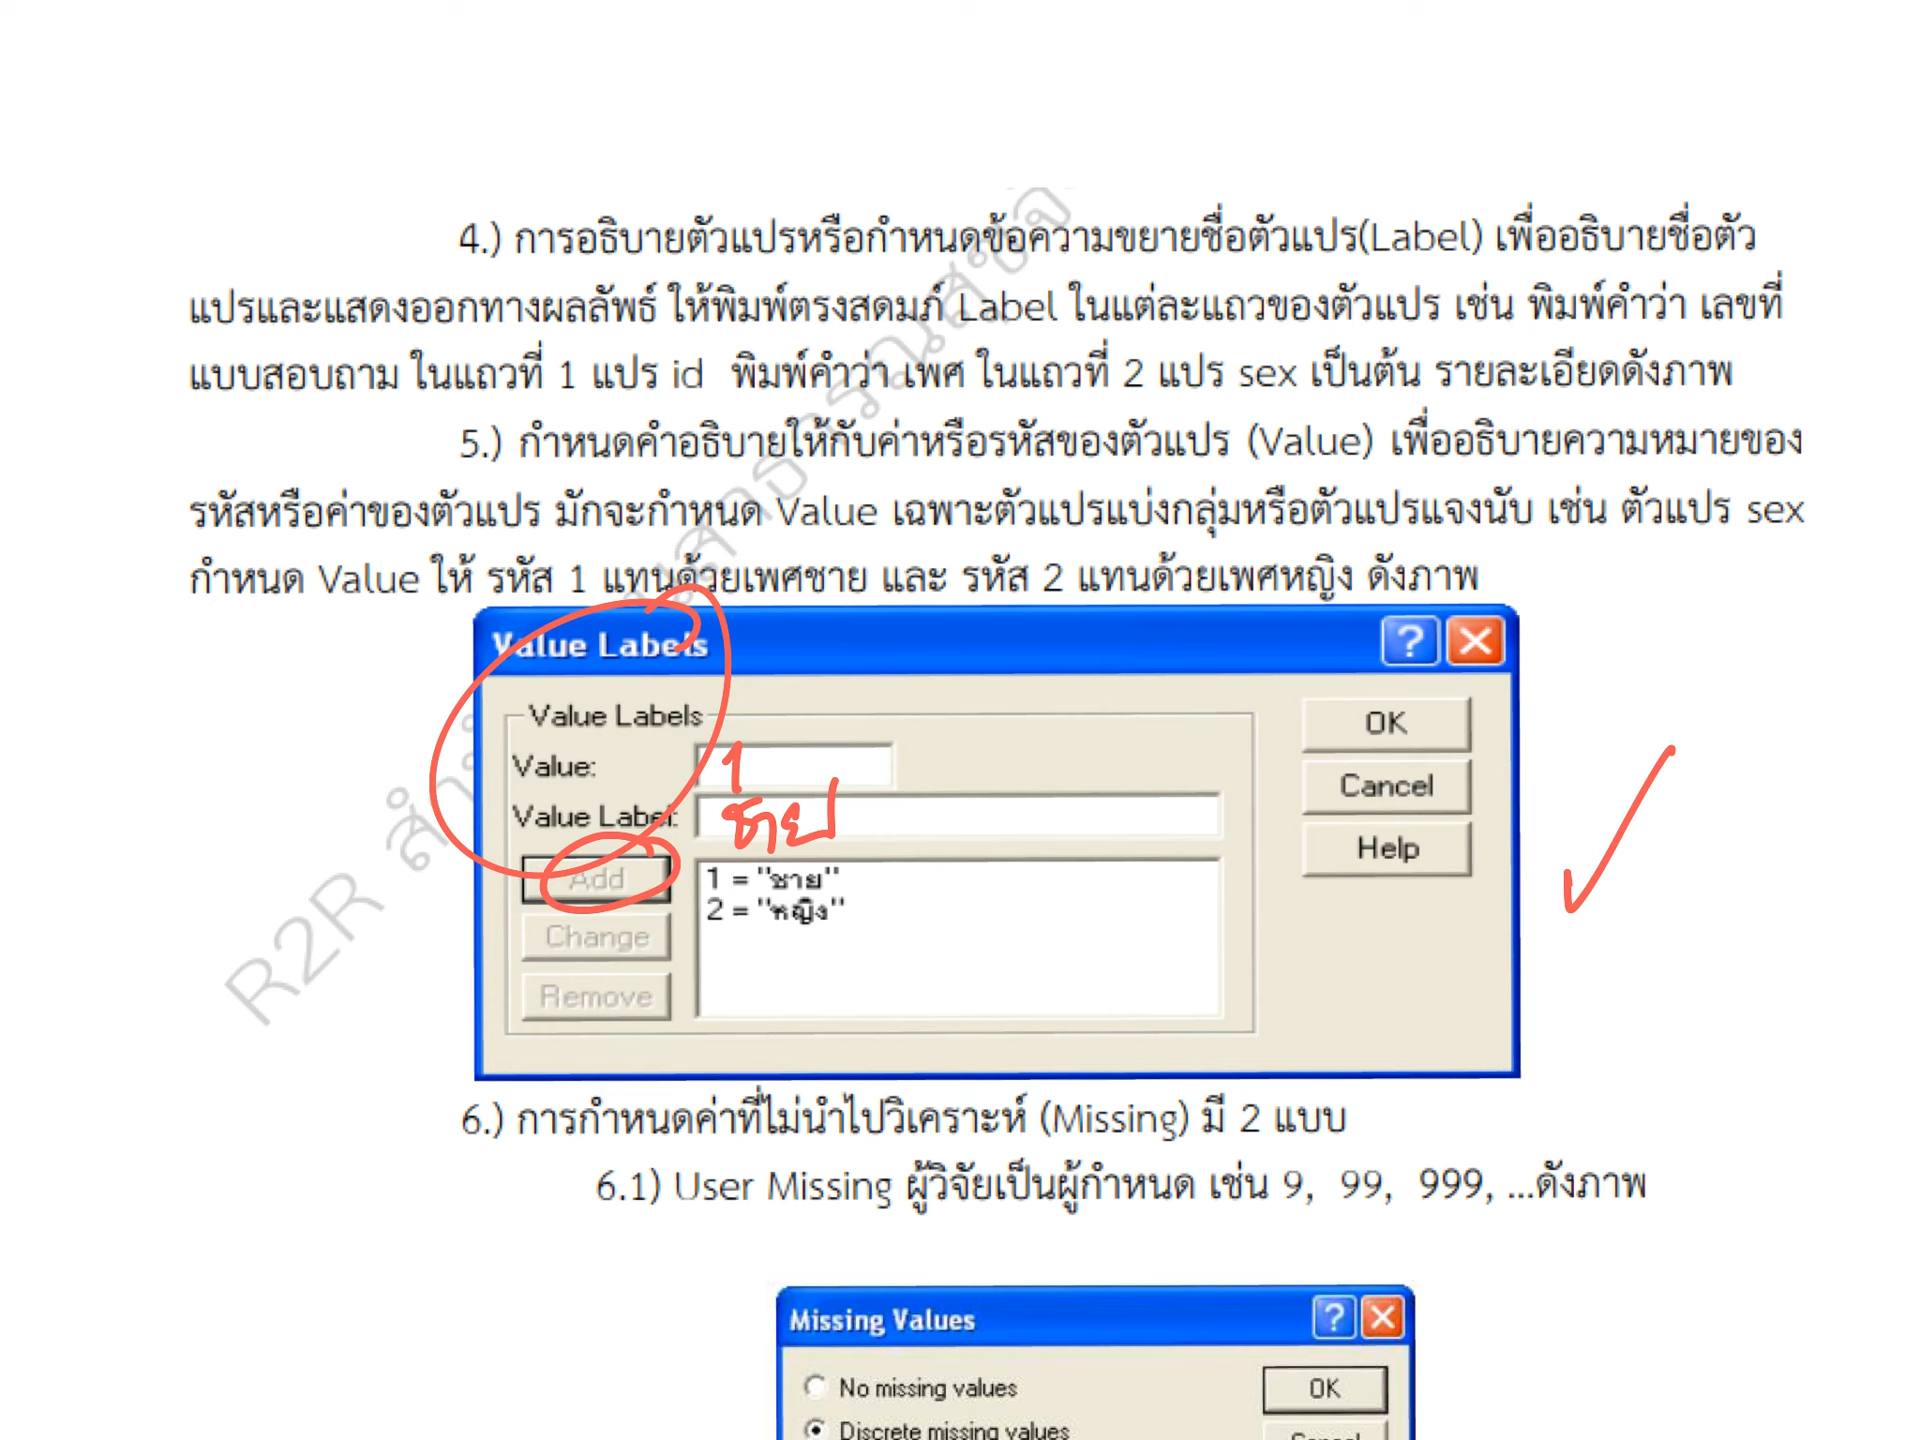 4.) การอธิบายตัวแปรหรือกำหนดข้อความขยายชื่อตัวแปร(Label) เพื่ออธิบายชื่อตัว
แปรและแสดงออกทางผลลัพธ์ ให้พิมพ์ตรงสดมภ์ Label ในแต่ละแถวของตัวแปร เช่น พิมพ์คำว่า เลขที่
แบบสอบถาม ในแถวที่ 1 แปร id พิมพ์คำว่า เพศ ในแถวที่ 2 แปร sex เป็นต้น รายละเอียดดังภาพ
5.) กำหนดคำอธิบายให้กับค่าหรือรหัสของตัวแปร (Value) เพื่ออธิบายความหมายของ
รหัสหรือค่าของตัวแปร มักจะกำหนด Value เฉพาะตัวแปรแบ่งกลุ่มหรือตัวแปรแจงนับ เช่น ตัวแปร sex
กำหนด Value ให้ รหัส 1 แทนด้วยเพศชาย และ รหัส 2 แทนด้วยเพศหญิง ดังภาพ
Value Labels
Value Labels
OK
Value: 1
Cancel
Value Label: ชาย
Help
Add
1 = "ชาย"
2 = "หญิง"
Change
Remove
R2R
6.) การกำหนดค่าที่ไม่นำไปวิเคราะห์ (Missing) มี 2 แบบ
6.1) User Missing ผู้วิจัยเป็นผู้กำหนด เช่น 9, 99, 999, ...ดังภาพ
Missing Values
No missing values
OK
Discrete missing values
Cancel